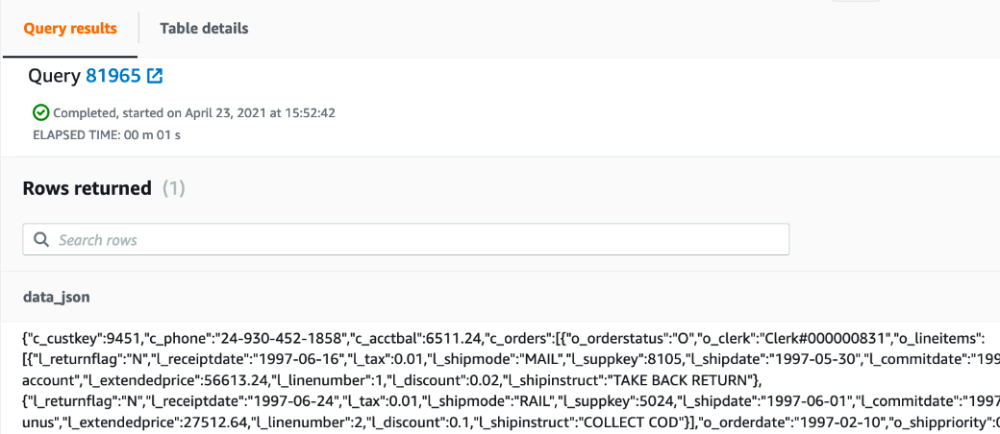 Query results
Table details
Query 81965
Completed, started on April 23, 2021 at 15:52:42
ELAPSED TIME: 00 m 01 s
Rows returned (1)
Search rows
data_json
{"c_custkey":9451,"c_phone":"24-930-452-1858","c_acctbal":6511.24,"c_orders":[{"o_orderstatus":"O","o_clerk":"Clerk#000000831","o_lineitems":
[{"l_returnflag":"N","l_receiptdate":"1997-06-16","l_tax":0.01,"l_shipmode":"MAIL","l_suppkey":8105,"l_shipdate":"1997-05-30","l_commitdate":"199
account","l_extendedprice":56613.24,"l_linenumber":1,"l_discount":0.02,"l_shipinstruct":"TAKE BACK RETURN"},
{"l_returnflag":"N","l_receiptdate":"1997-06-24","l_tax":0.01,"l_shipmode":"RAIL","l_suppkey":5024,"l_shipdate":"1997-06-01","l_commitdate":"1997
unus","l_extendedprice":27512.64,"l_linenumber":2,"l_discount":0.1,"l_shipinstruct":"COLLECT COD"}],"o_orderdate":"1997-02-10","o_shippriority":0